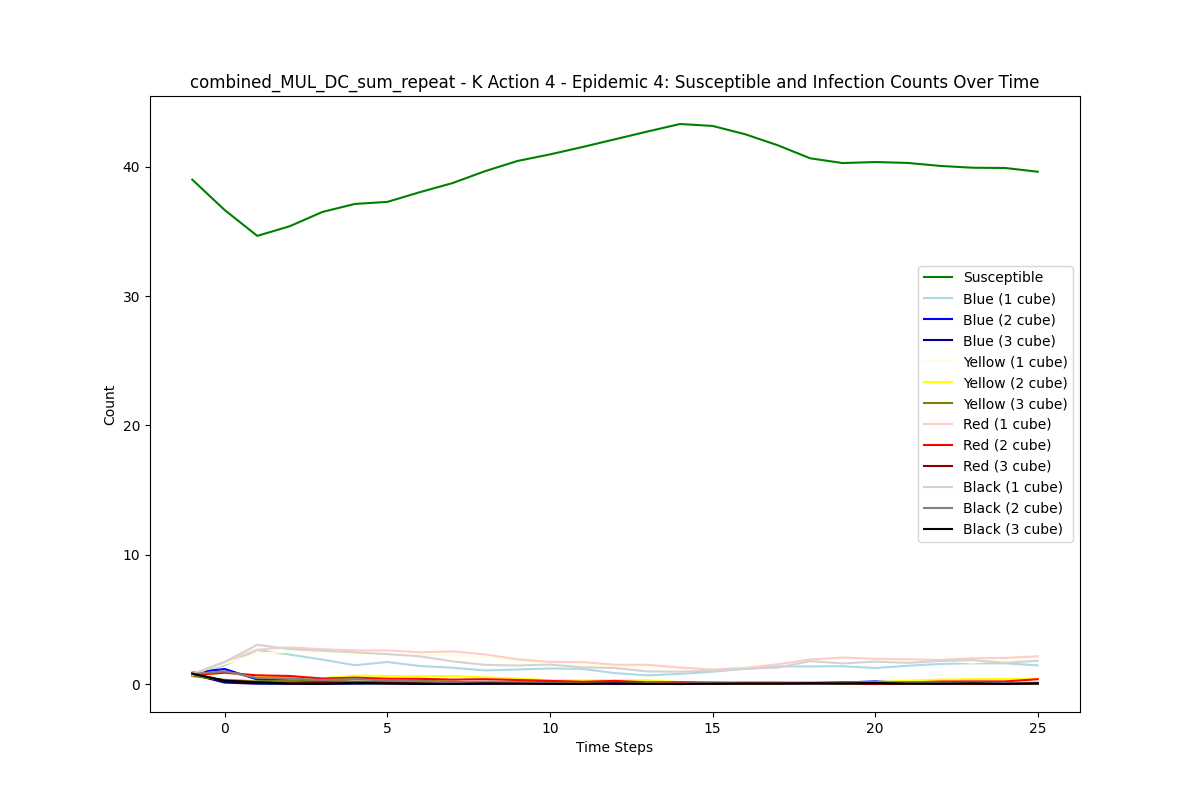 combined_MUL_DC_sum_repeat - K Action 4 - Epidemic 4: Susceptible and Infection Counts Over Time
Count
40
30
20
10
0
Susceptible
Blue (1 cube)
Blue (2 cube)
Blue (3 cube)
Yellow (1 cube)
Yellow (2 cube)
Yellow (3 cube)
Red (1 cube)
Red (2 cube)
Red (3 cube)
Black (1 cube)
Black (2 cube)
Black (3 cube)
0 5 10 15 20 25
Time Steps